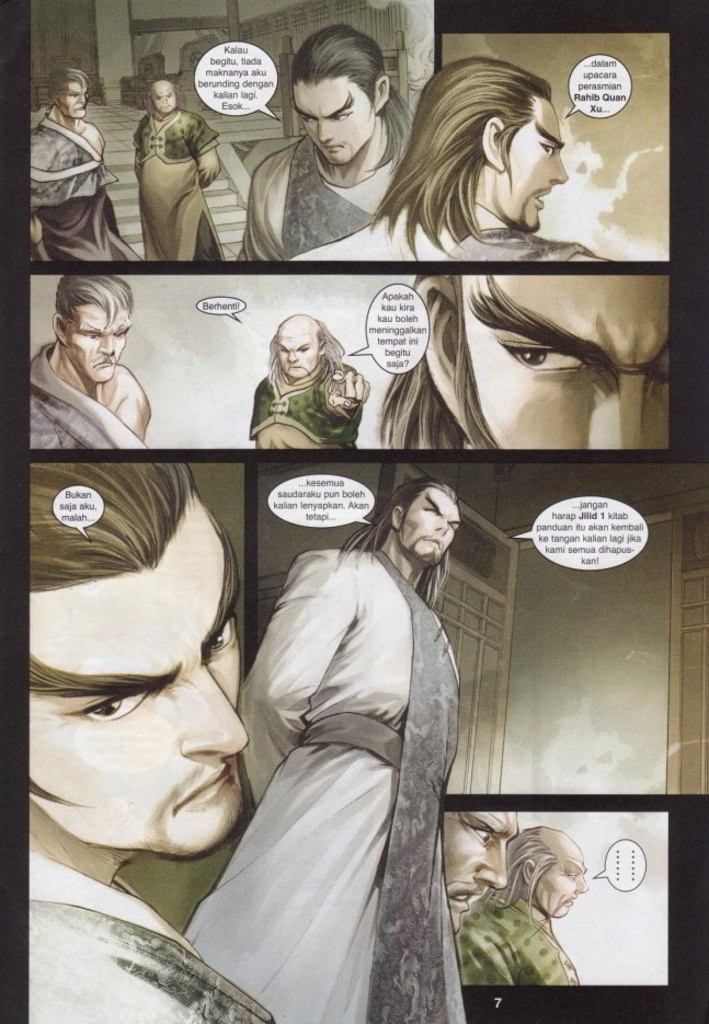 Kalau
begitu, tiada
maknanya aku
berunding dengan
kalian lagi.
Esok...
...dalam
upacara
perasmian
Rahib Quan
Xu...
Berhenti!
Apakah
kau kira
kau boleh
meninggalkan
tempat ini
begitu
saja?
Bukan
saja aku,
malah...
...kesemua
saudaraku pun boleh
kalian lenyapkan. Akan
tetapi...
...jangan
harap Jilid 1 kitab
panduan itu akan kembali
ke tangan kalian lagi jika
kami semua dihapus-
kan!
7